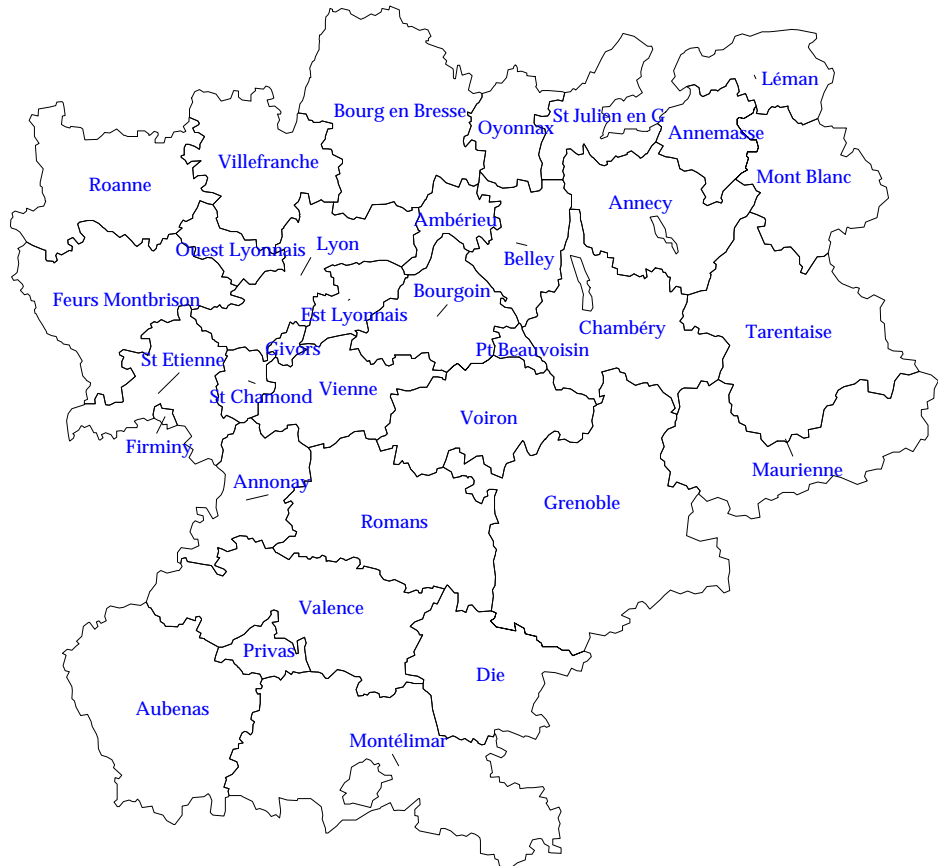 Léman
Bourg en Bresse
St Julien en G
Oyonnax
Annemasse
Villefranche
Mont Blanc
Roanne
Annecy
Ambérieu
Ouest Lyonnais
Lyon
Belley
Bourgoin
Feurs Montbrison
Est Lyonnais
Chambéry
Tarentaise
Givors
Pt Beauvoisin
St Etienne
Vienne
St Chamond
Voiron
Firminy
Maurienne
Annonay
Grenoble
Romans
Valence
Privas
Die
Aubenas
Montélimar